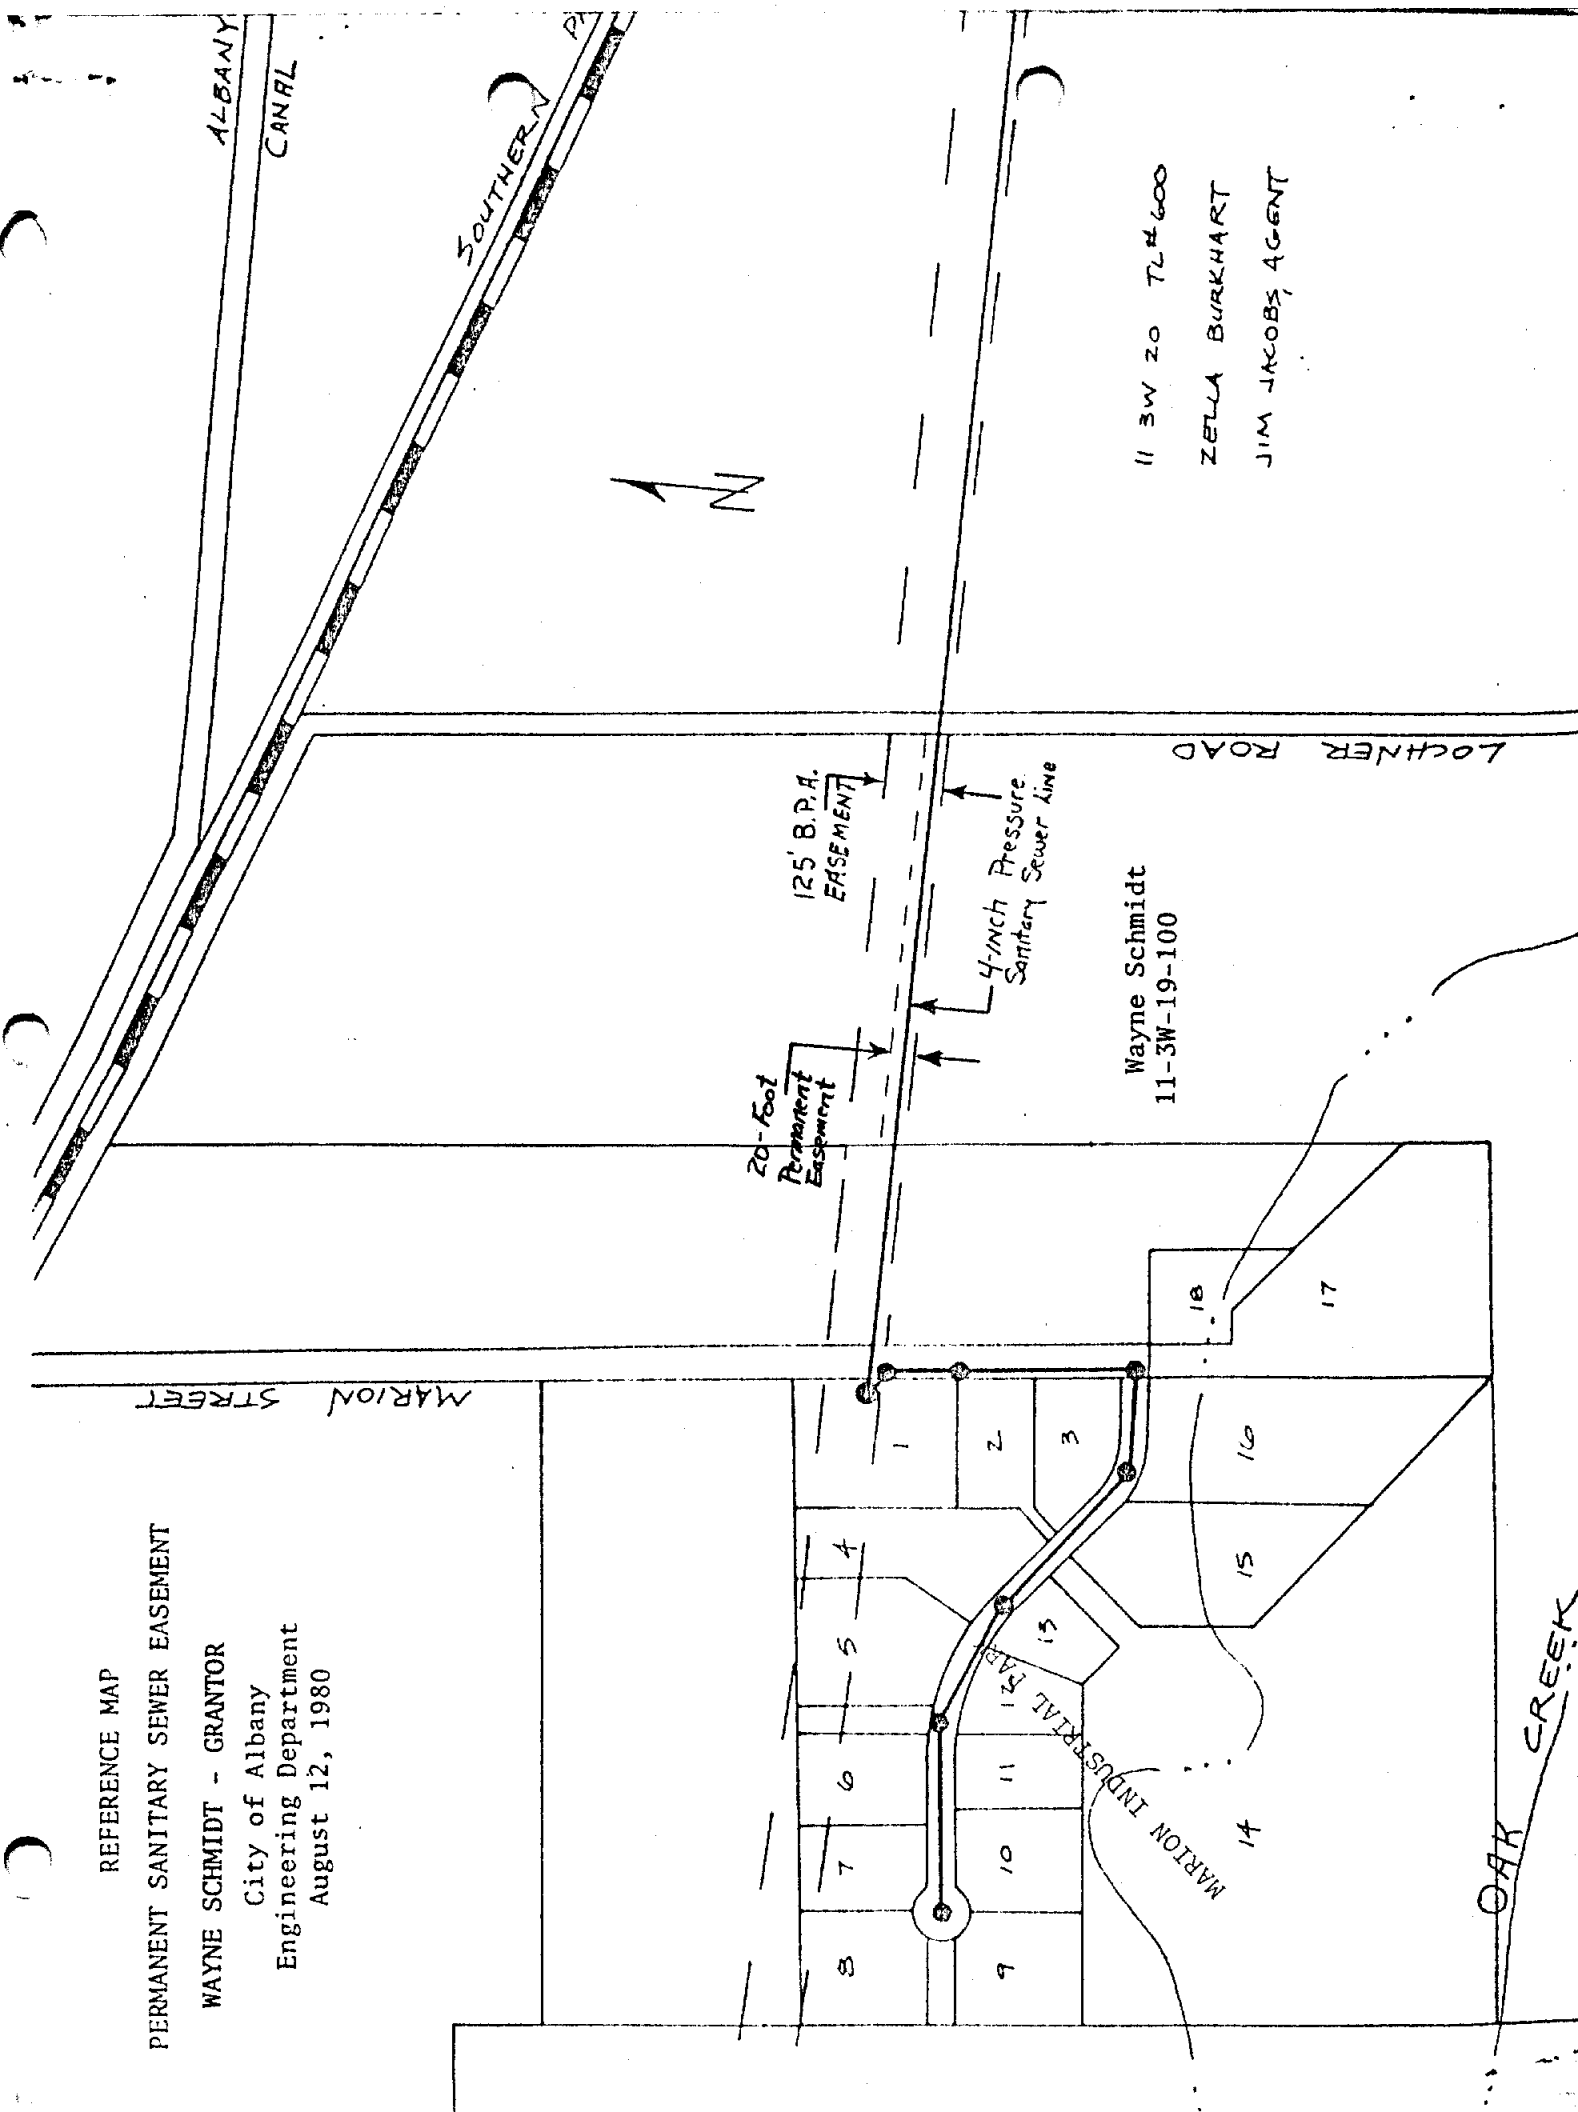 REFERENCE MAP
PERMANENT SANITARY SEWER EASEMENT
WAYNE SCHMIDT - GRANTOR
City of Albany
Engineering Department
August 12, 1980
MARION STREET
ALBANY
CANAL
SOUTHERN
N
125' B.P.A.
EASEMENT
20-Foot
Permanent
Easement
4-INCH Pressure
Sanitary Sewer Line
LOCHNER ROAD
Wayne Schmidt
11-3W-19-100
11 3W 20 TL#600
ZELLA BURKHART
JIM JACOBS, AGENT
1
2
3
4
5
6
7
8
9
10
11
12
13
14
15
16
17
18
MARION INDUSTRIAL
OAK CREEK